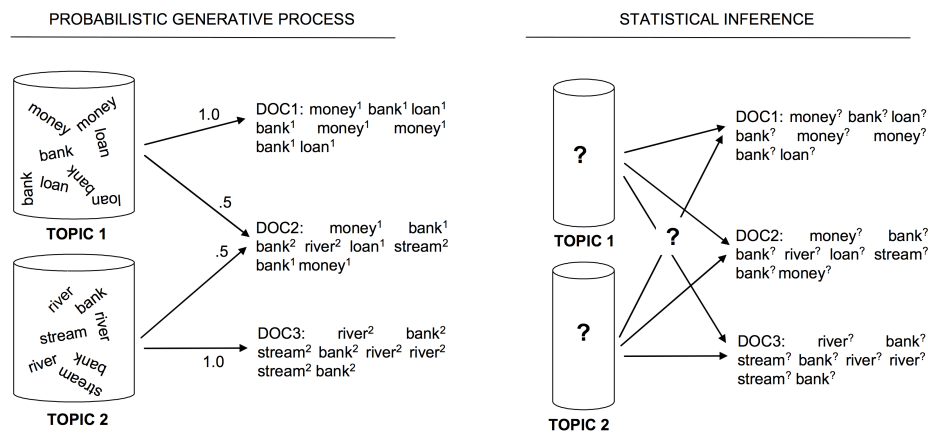 PROBABILISTIC GENERATIVE PROCESS
money
money
loan
bank
bank
loan
bank
loan
TOPIC 1
river
bank
river
stream
river
bank
stream
TOPIC 2
1.0
.5
.5
1.0
DOC1: money¹ bank¹ loan¹
bank¹ money¹ money¹
bank¹ loan¹
DOC2: money¹ bank¹
bank² river² loan¹ stream²
bank¹ money¹
DOC3: river² bank²
stream² bank² river² river²
stream² bank²
STATISTICAL INFERENCE
?
TOPIC 1
?
TOPIC 2
?
DOC1: money? bank? loan?
bank? money? money?
bank? loan?
DOC2: money? bank?
bank? river? loan? stream?
bank? money?
DOC3: river? bank?
stream? bank? river? river?
stream? bank?